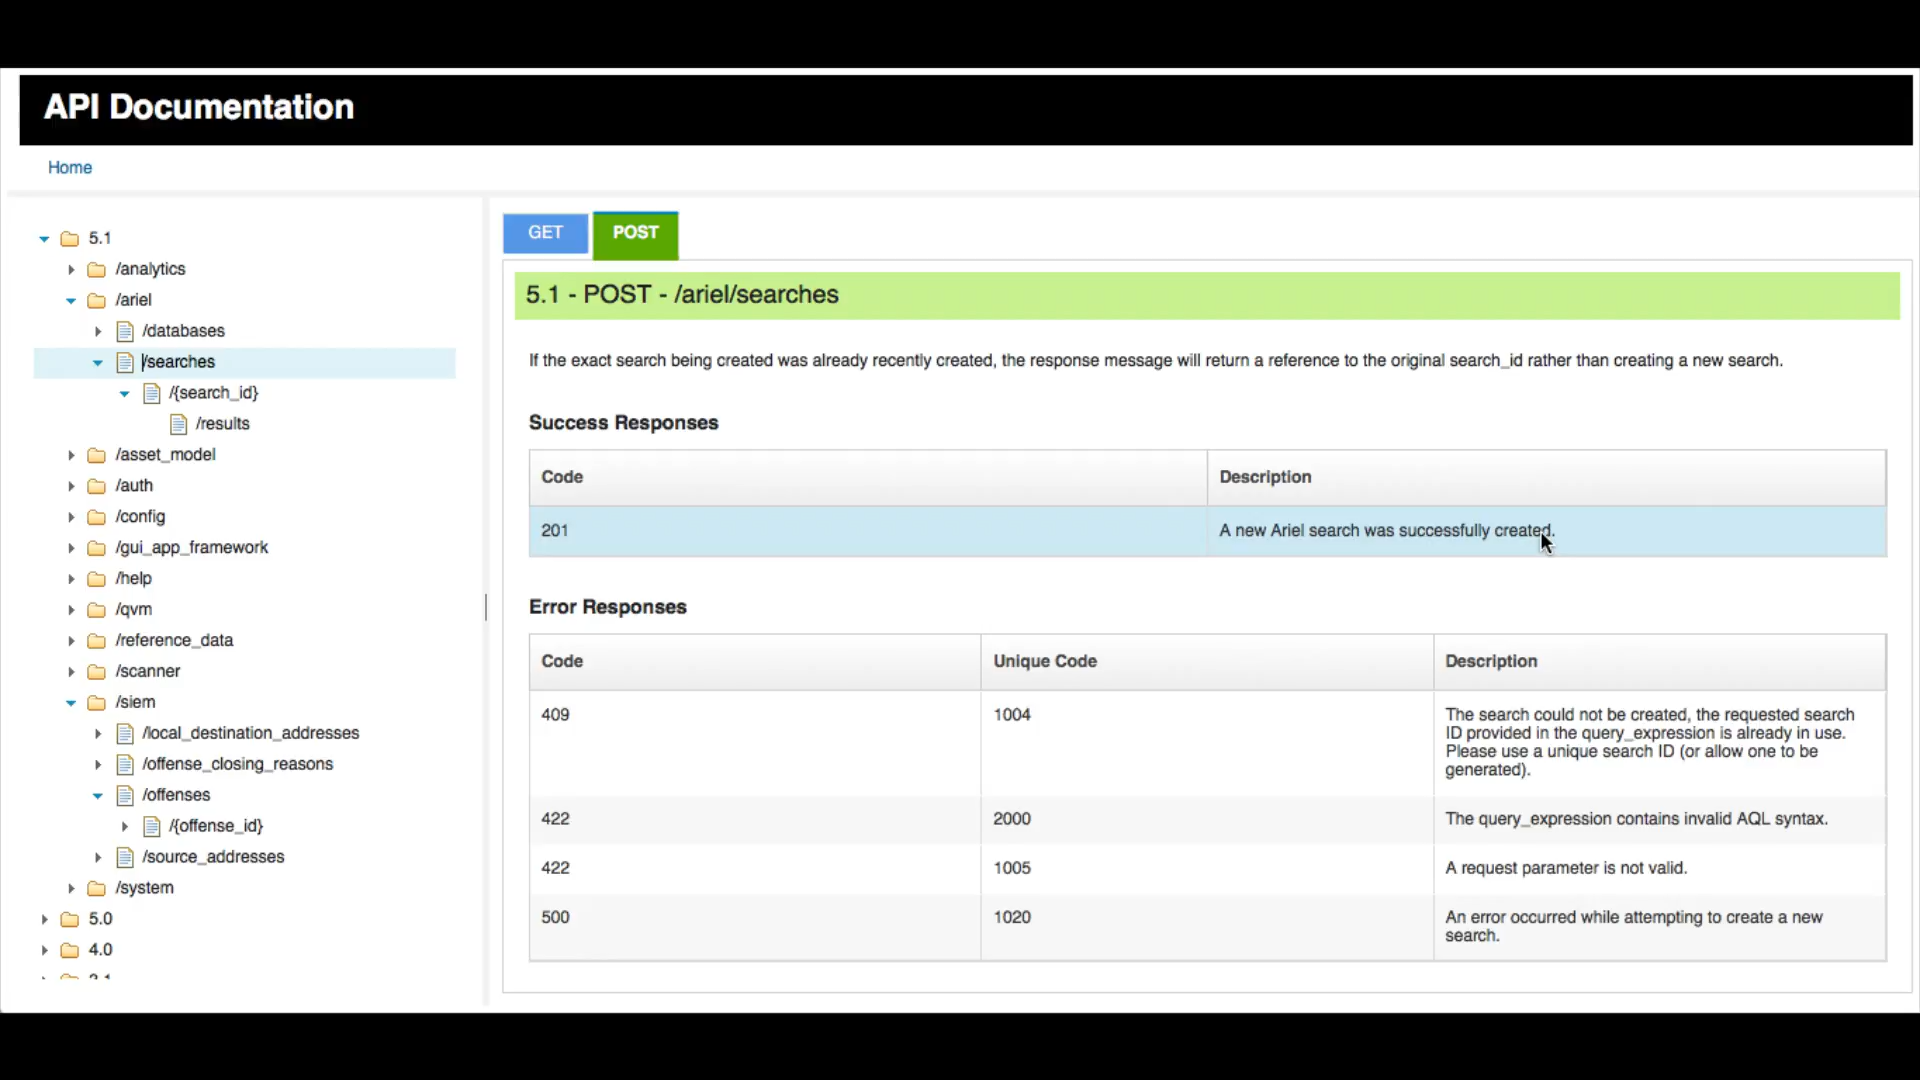 API Documentation
Home
5.1
/analytics
/ariel
/databases
/searches
/{search_id}
/results
/asset_model
/auth
/config
/gui_app_framework
/help
/qvm
/reference_data
/scanner
/siem
/local_destination_addresses
/offense_closing_reasons
/offenses
/{offense_id}
/source_addresses
/system
5.0
4.0
GET POST
5.1 - POST - /ariel/searches
If the exact search being created was already recently created, the response message will return a reference to the original search_id rather than creating a new search.
Success Responses
Code Description
201 A new Ariel search was successfully created.
Error Responses
Code Unique Code Description
409 1004 The search could not be created, the requested search
ID provided in the query_expression is already in use.
Please use a unique search ID (or allow one to be
generated).
422 2000 The query_expression contains invalid AQL syntax.
422 1005 A request parameter is not valid.
500 1020 An error occurred while attempting to create a new
search.